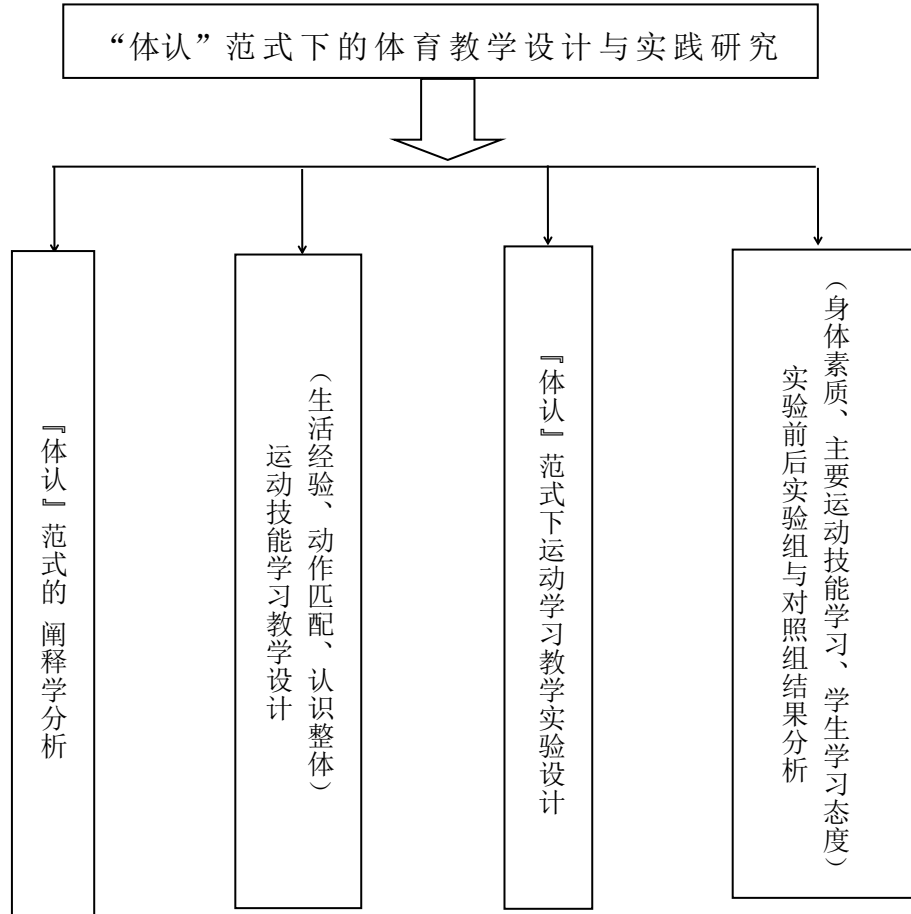 “体认”范式下的体育教学设计与实践研究
『体认』范式的 阐释学分析
(生活经验、动作匹配、认识整体)
运动技能学习教学设计
『体认』范式下运动学习教学实验设计
(身体素质、主要运动技能学习、学生学习态度)
实验前后实验组与对照组结果分析